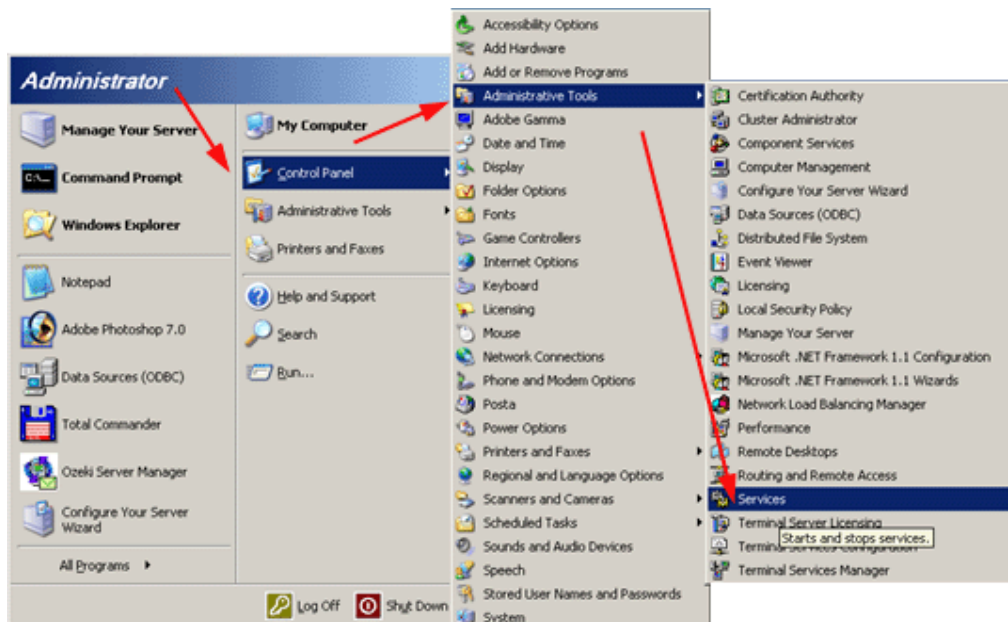 Administrator
Manage Your Server
Command Prompt
Windows Explorer
Notepad
Adobe Photoshop 7.0
Data Sources (ODBC)
Total Commander
Ozeki Server Manager
Configure Your Server
Wizard
All Programs
My Computer
Control Panel
Administrative Tools
Printers and Faxes
Help and Support
Search
Run...
Log Off
Shut Down
Accessibility Options
Add Hardware
Add or Remove Programs
Administrative Tools
Adobe Gamma
Date and Time
Display
Folder Options
Fonts
Game Controllers
Internet Options
Keyboard
Licensing
Mouse
Network Connections
Phone and Modem Options
Posta
Power Options
Printers and Faxes
Regional and Language Options
Scanners and Cameras
Scheduled Tasks
Sounds and Audio Devices
Speech
Stored User Names and Passwords
System
Certification Authority
Cluster Administrator
Component Services
Computer Management
Configure Your Server Wizard
Data Sources (ODBC)
Distributed File System
Event Viewer
Licensing
Local Security Policy
Manage Your Server
Microsoft .NET Framework 1.1 Configuration
Microsoft .NET Framework 1.1 Wizards
Network Load Balancing Manager
Performance
Remote Desktops
Routing and Remote Access
Services
Terminal Server Licensing
Starts and stops services.
Terminal Services Configuration
Terminal Services Manager